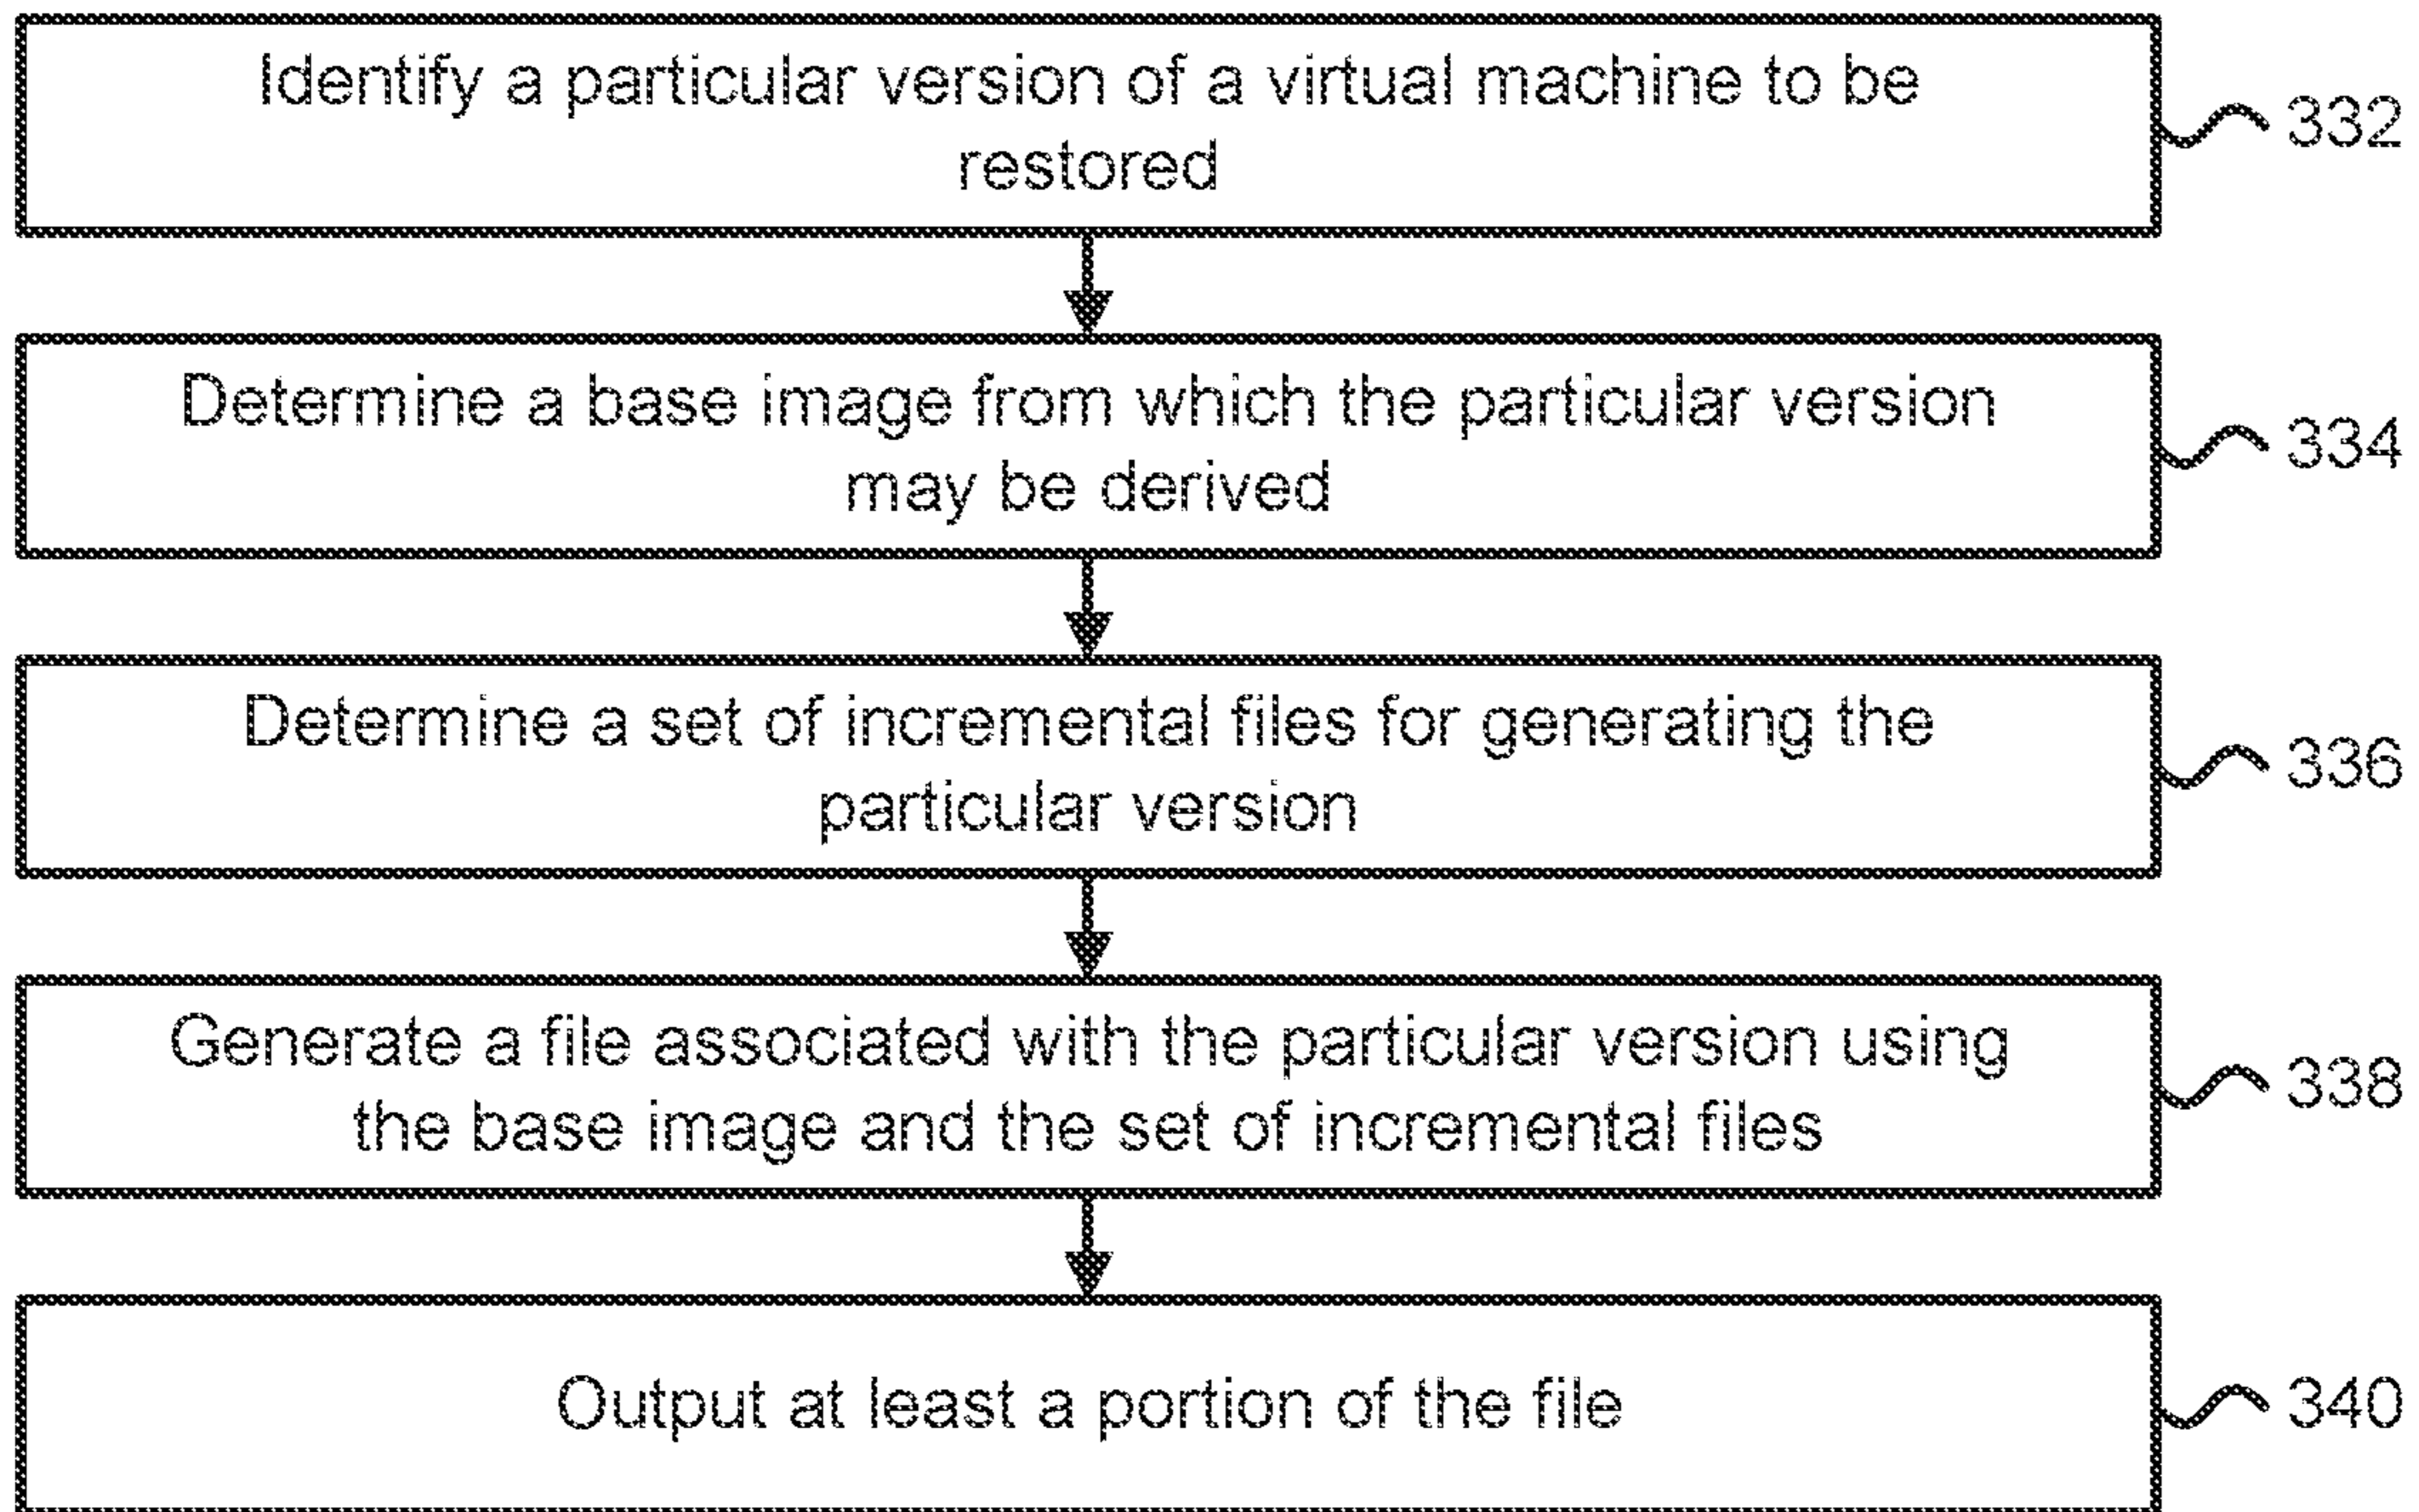 Identify a particular version of a virtual machine to be
restored
332
Determine a base image from which the particular version
may be derived
334
Determine a set of incremental files for generating the
particular version
336
Generate a file associated with the particular version using
the base image and the set of incremental files
338
Output at least a portion of the file
340